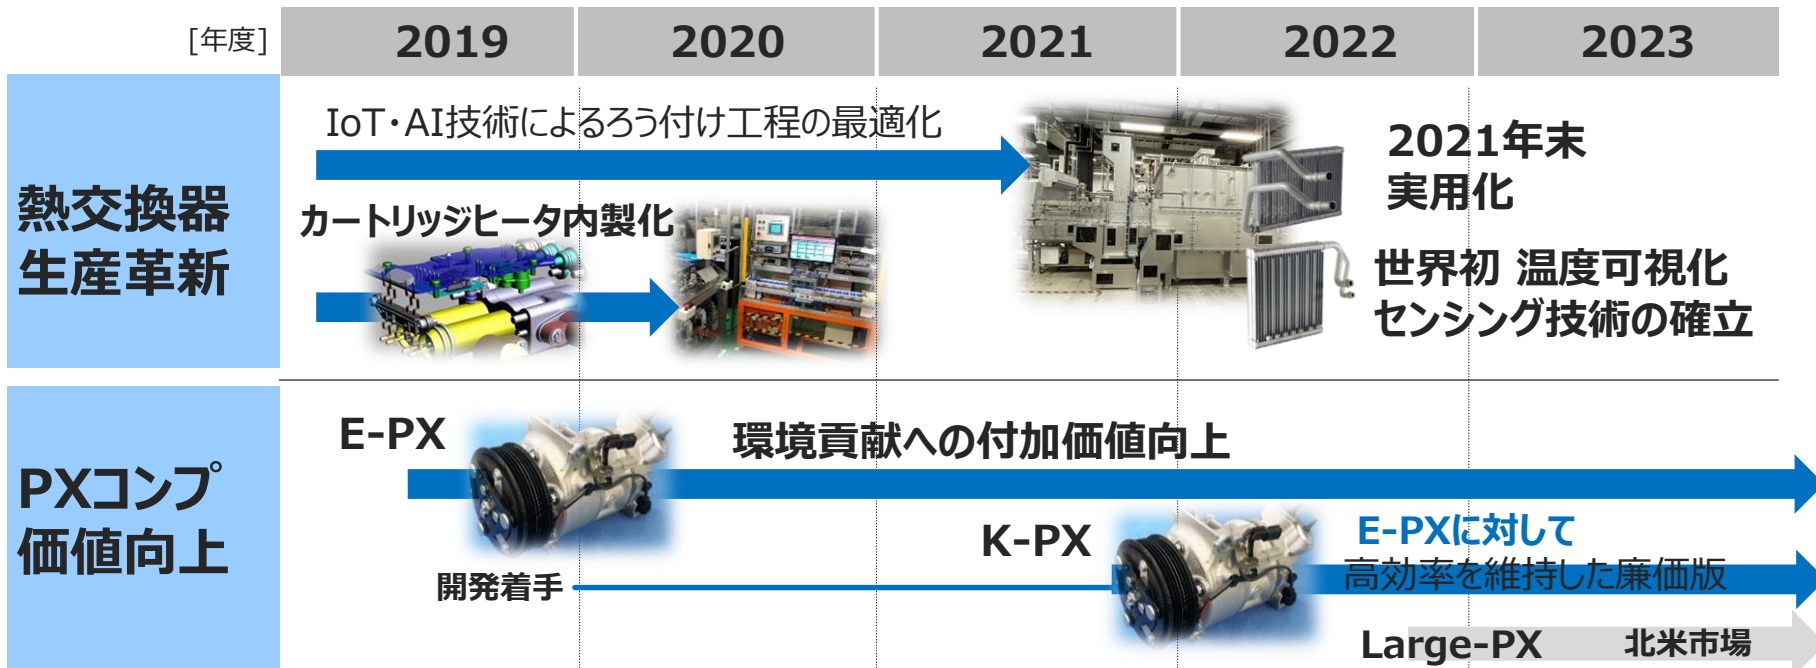 [年度]
2019
2020
2021
2022
2023
熱交換器
生産革新
IoT・AI技術によるろう付け工程の最適化
カートリッジヒータ内製化
2021年末
実用化
世界初 温度可視化
センシング技術の確立
PXコンプ
価値向上
E-PX
環境貢献への付加価値向上
K-PX
E-PXに対して
高効率を維持した廉価版
開発着手
Large-PX
北米市場